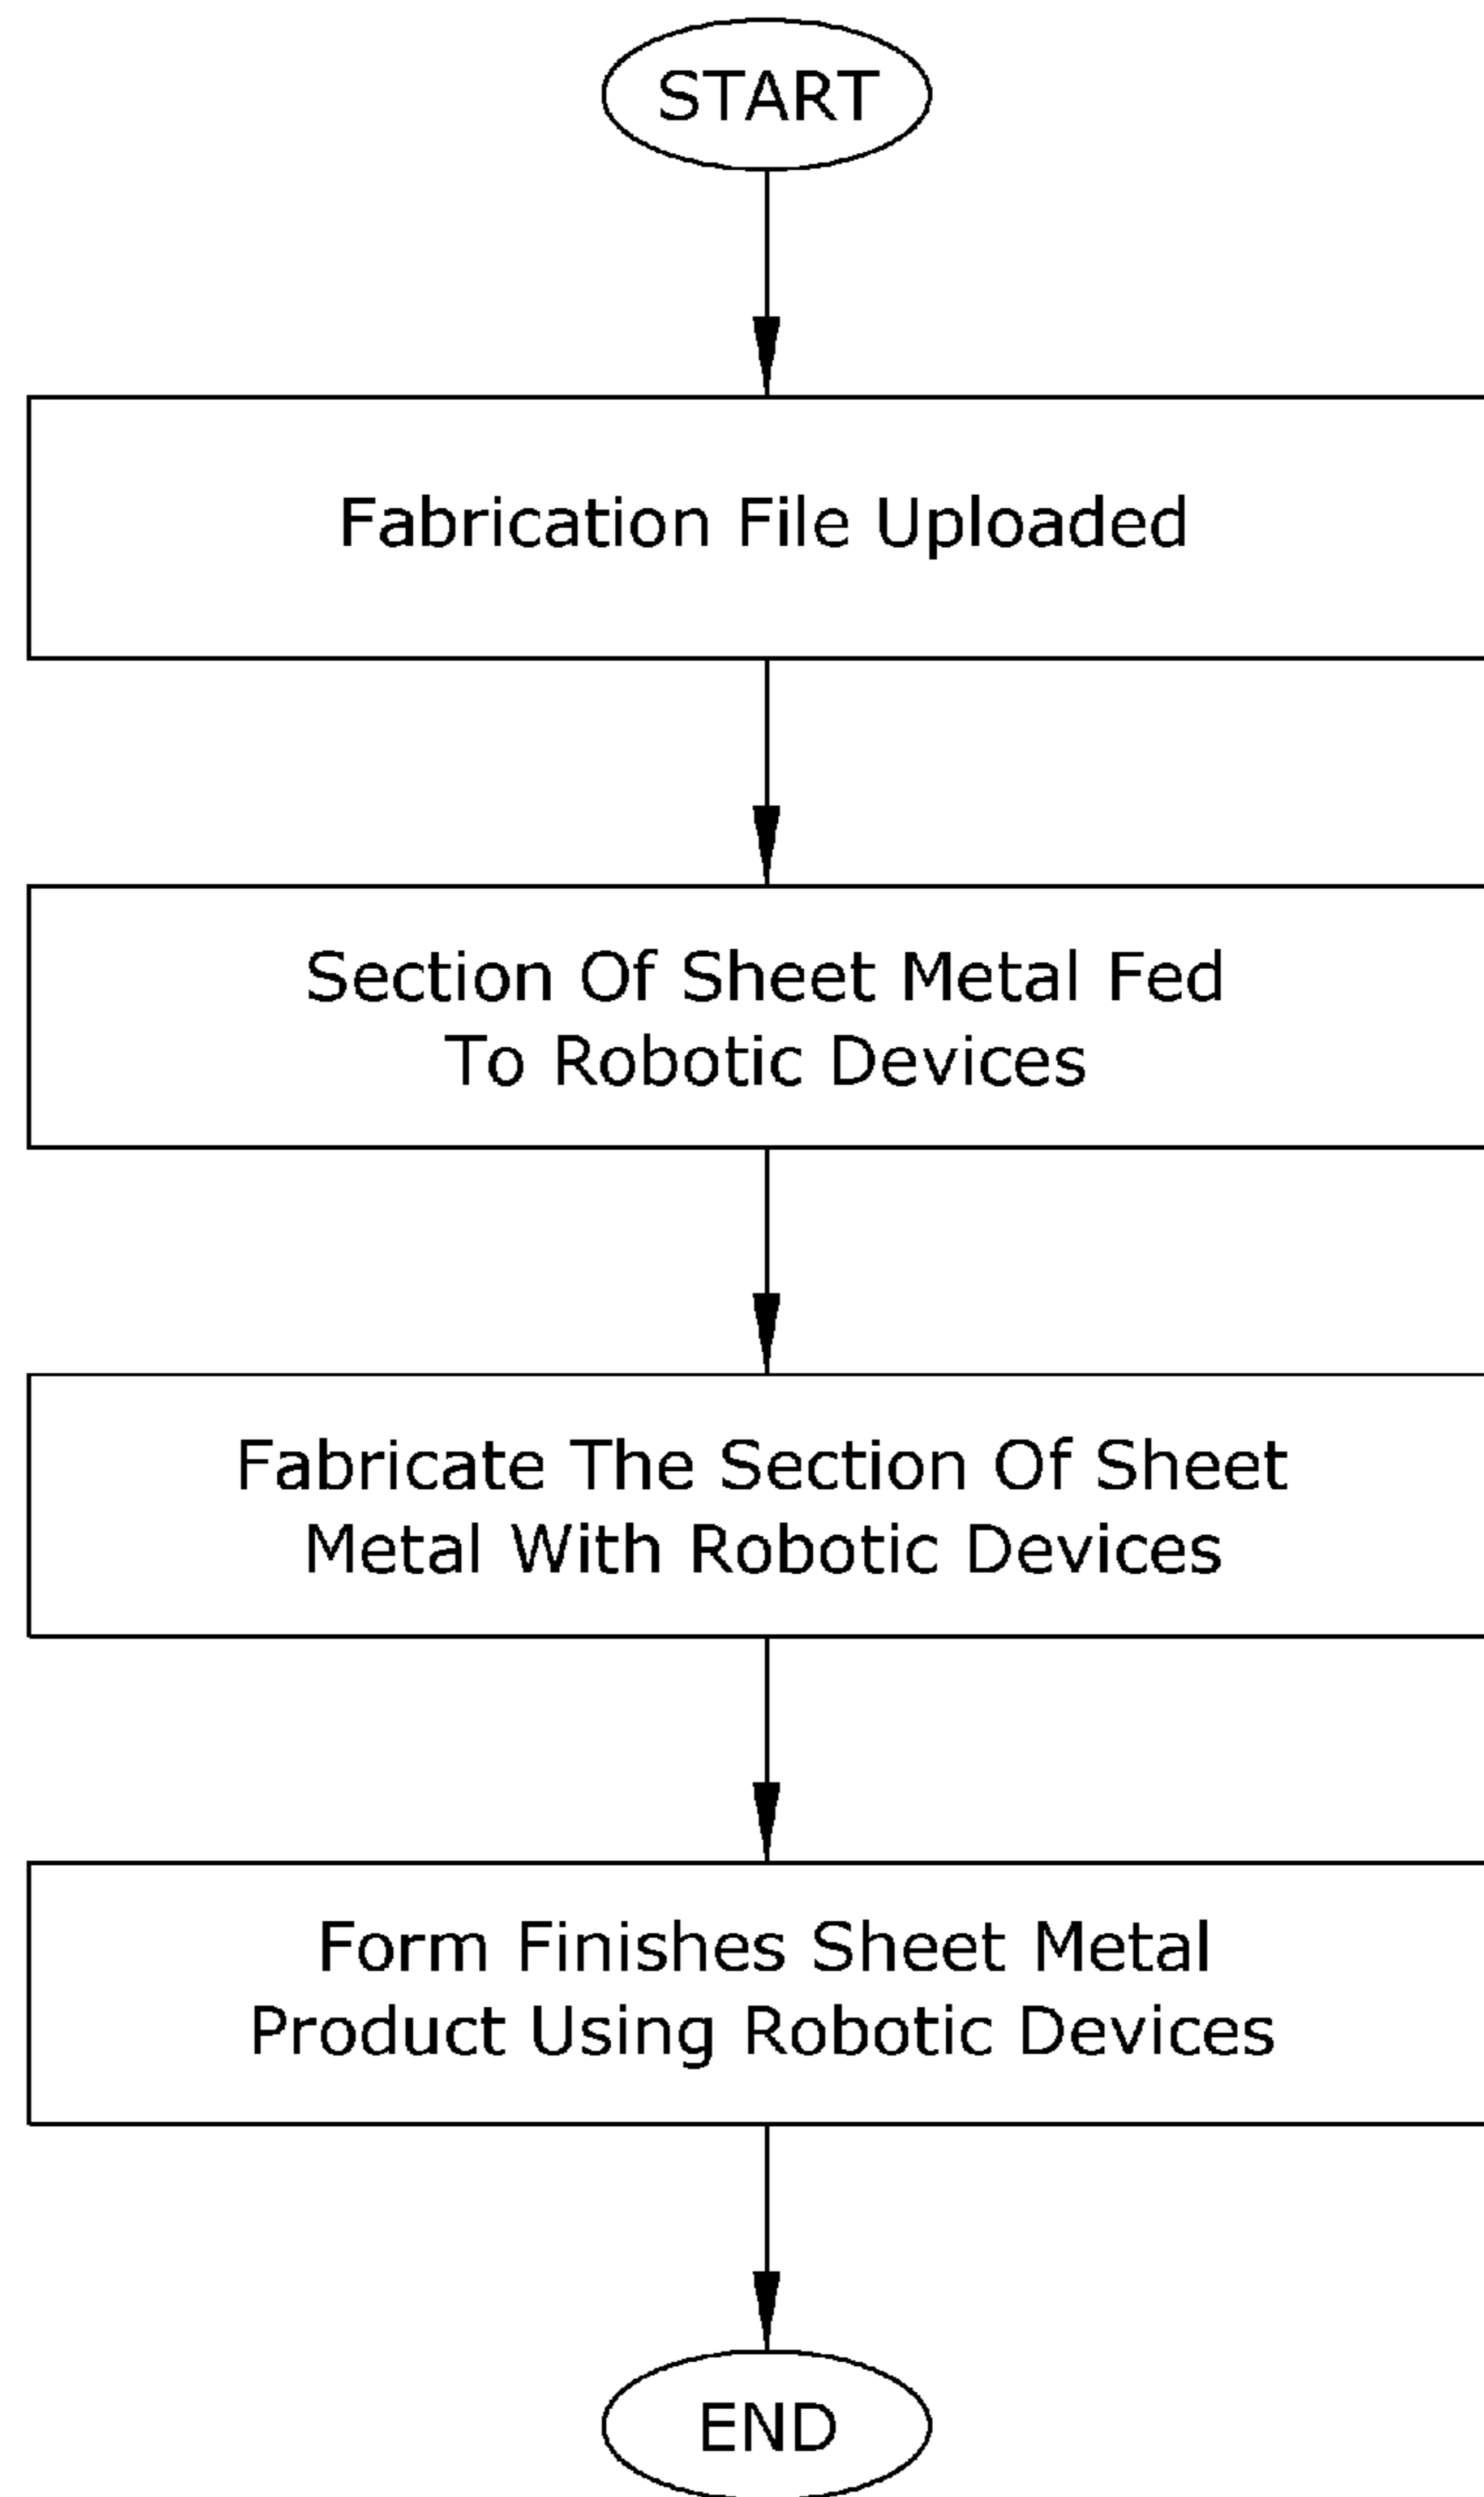 START
Fabrication File Uploaded
Section Of Sheet Metal Fed
To Robotic Devices
Fabricate The Section Of Sheet
Metal With Robotic Devices
Form Finishes Sheet Metal
Product Using Robotic Devices
END